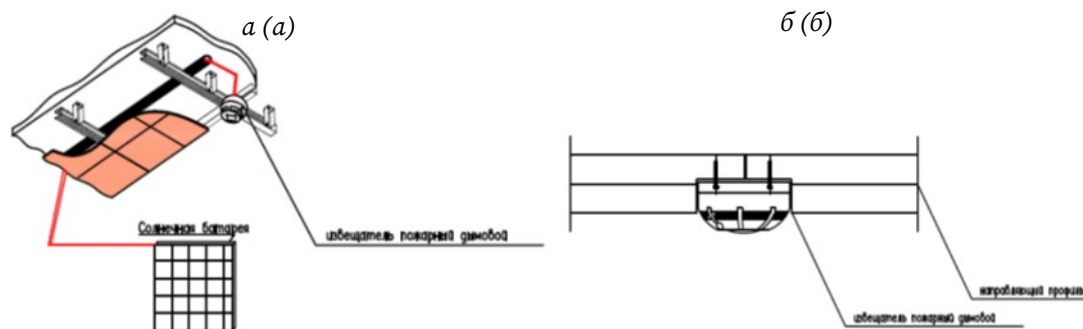 а (а)
б (б)
Солнечная батарея
извещатель пожарный дымовой
направляющий профиль
извещатель пожарный дымовой